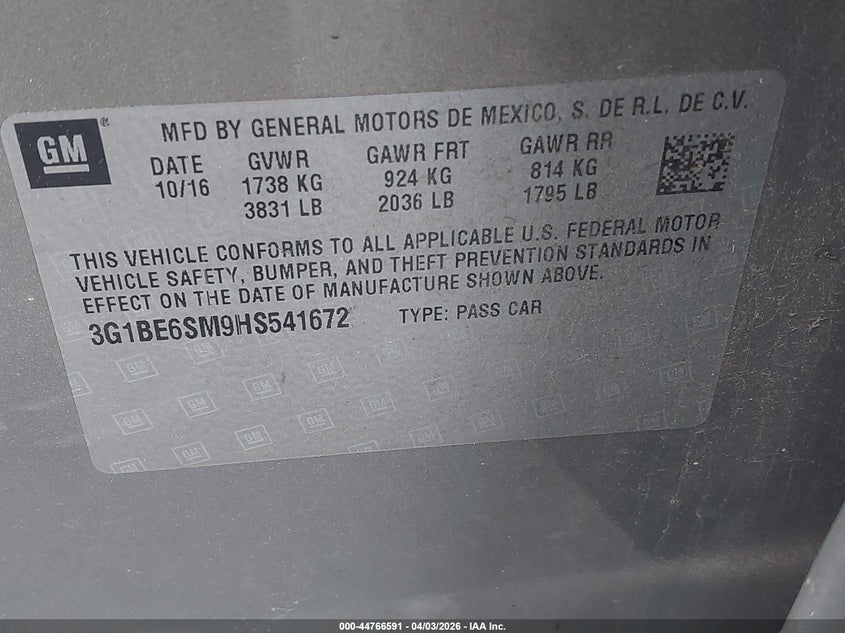 GM ® MFD BY GENERAL MOTORS DE MEXICO, S. DE R.L. DE C.V.
DATE GVWR GAWR FRT GAWR RR
10/16 1738 KG 924 KG 814 KG
3831 LB 2036 LB 1795 LB
THIS VEHICLE CONFORMS TO ALL APPLICABLE U.S. FEDERAL MOTOR
VEHICLE SAFETY, BUMPER, AND THEFT PREVENTION STANDARDS IN
EFFECT ON THE DATE OF MANUFACTURE SHOWN ABOVE.
3G1BE6SM9HS541672 TYPE: PASS CAR
000-44766591 - 04/03/2026 - IAA Inc.